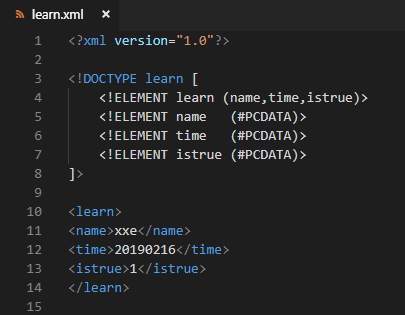 learn.xml ×
1 <?xml version="1.0"?>
2
3 <!DOCTYPE learn [
4     <!ELEMENT learn (name,time,istrue)>
5     <!ELEMENT name   (#PCDATA)>
6     <!ELEMENT time   (#PCDATA)>
7     <!ELEMENT istrue (#PCDATA)>
8 ]>
9
10 <learn>
11 <name>xxe</name>
12 <time>20190216</time>
13 <istrue>1</istrue>
14 </learn>
15